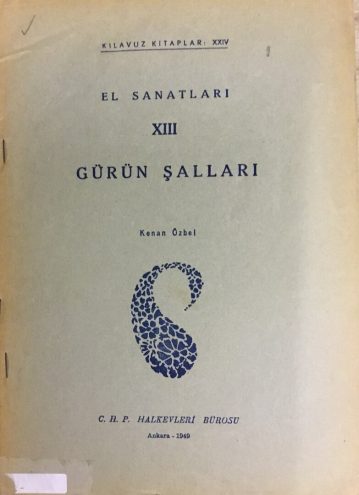 KILAVUZ KİTAPLAR: XXIV
EL SANATLARI
XIII
GÜRÜN ŞALLARI
Kenan Özbel
C. H. P. HALKEVLERİ BÜROSU
Ankara - 1949